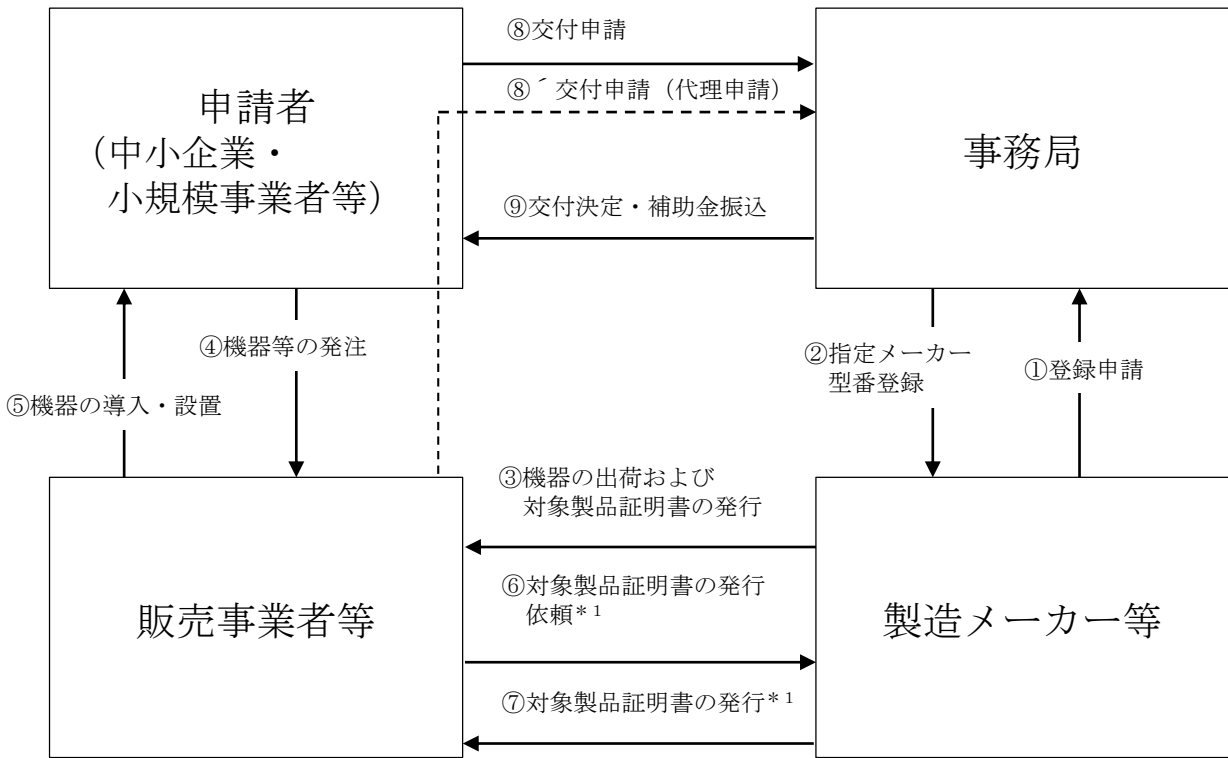 ⑧交付申請
⑧´交付申請（代理申請）
申請者
（中小企業・
小規模事業者等）
事務局
⑨交付決定・補助金振込
④機器等の発注
②指定メーカー
型番登録
①登録申請
⑤機器の導入・設置
③機器の出荷および
対象製品証明書の発行
⑥対象製品証明書の発行
依頼*1
販売事業者等
製造メーカー等
⑦対象製品証明書の発行*1